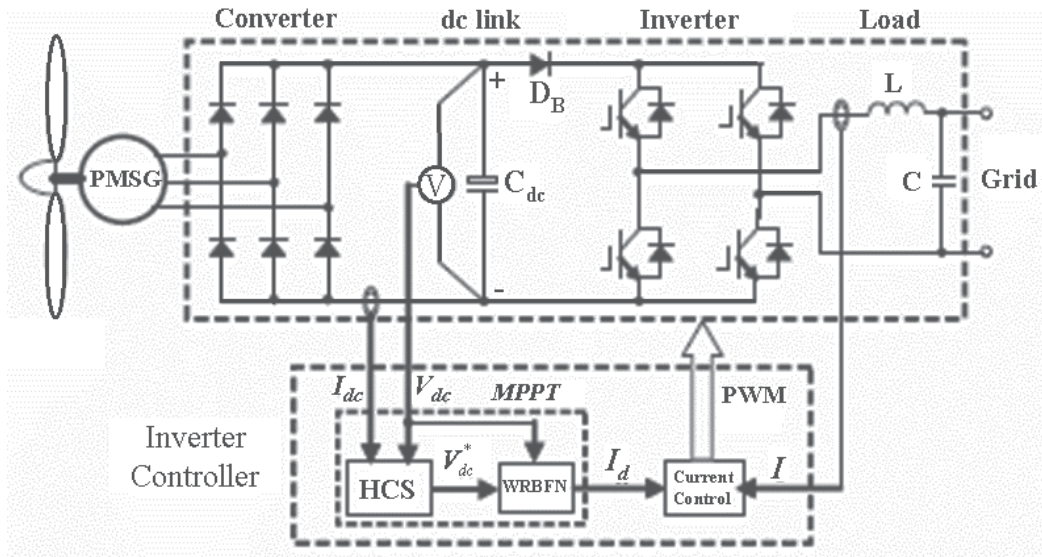 Converter
dc link
Inverter
Load
+
D_B
L
PMSG
V
C_dc
C
Grid
-
I_dc
V_dc
MPPT
PWM
Inverter
Controller
V*_dc
I_d
I
HCS
WRBFN
Current
Control